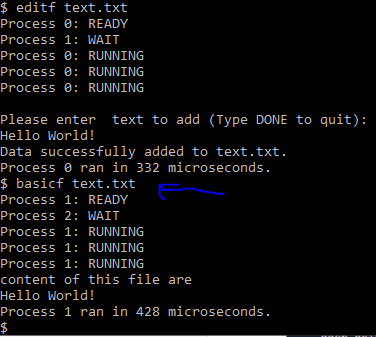 $ editf text.txt
Process 0: READY
Process 1: WAIT
Process 0: RUNNING
Process 0: RUNNING
Process 0: RUNNING
Please enter  text to add (Type DONE to quit):
Hello World!
Data successfully added to text.txt.
Process 0 ran in 332 microseconds.
$ basicf text.txt
Process 1: READY
Process 2: WAIT
Process 1: RUNNING
Process 1: RUNNING
Process 1: RUNNING
content of this file are
Hello World!
Process 1 ran in 428 microseconds.
$